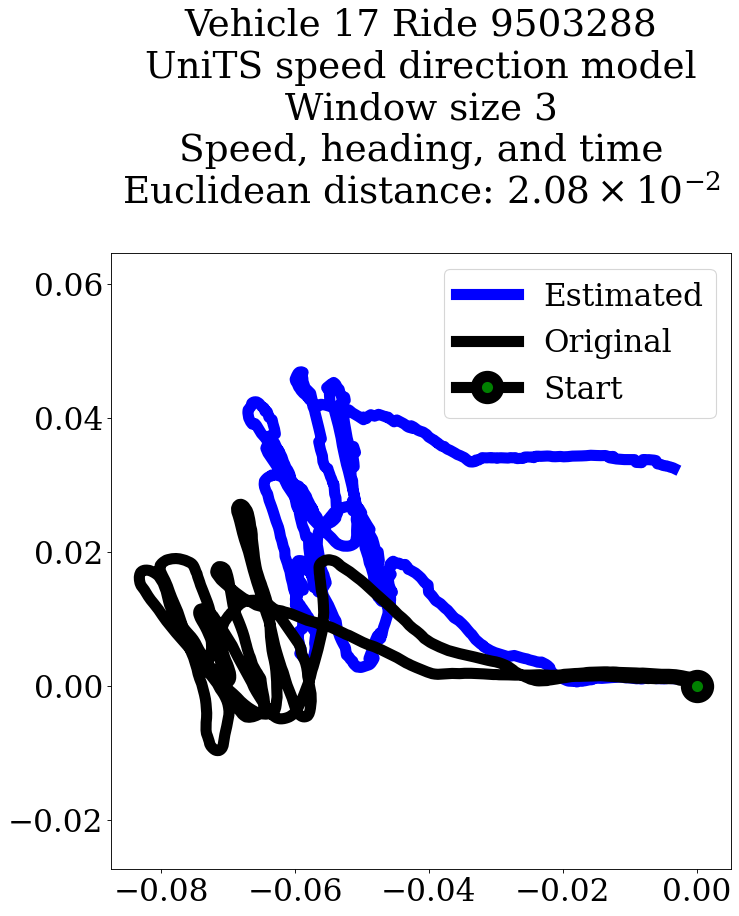 Vehicle 17 Ride 9503288
UniTS speed direction model
Window size 3
Speed, heading, and time
Euclidean distance: 2.08 × 10⁻²
0.06
0.04
0.02
0.00
−0.02
Estimated
Original
Start
−0.08 −0.06 −0.04 −0.02 0.00